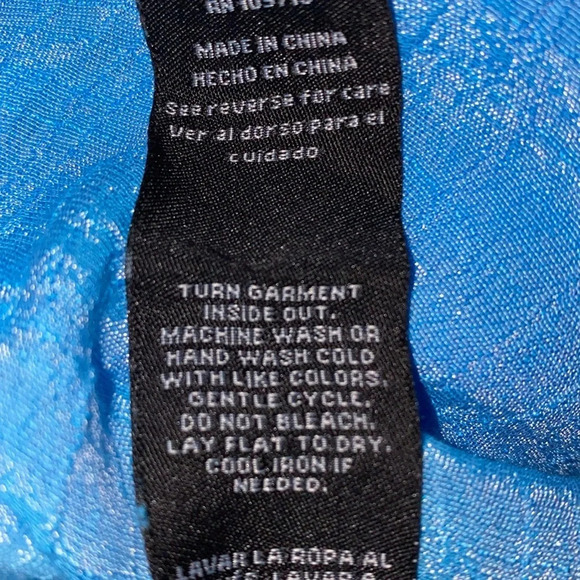 MADE IN CHINA
HECHO EN CHINA
See reverse for care
Ver al dorso para el
cuidado
TURN GARMENT
INSIDE OUT.
MACHINE WASH OR
HAND WASH COLD
WITH LIKE COLORS.
GENTLE CYCLE.
DO NOT BLEACH.
LAY FLAT TO DRY.
COOL IRON IF
NEEDED.
LAVAR LA ROPA AL